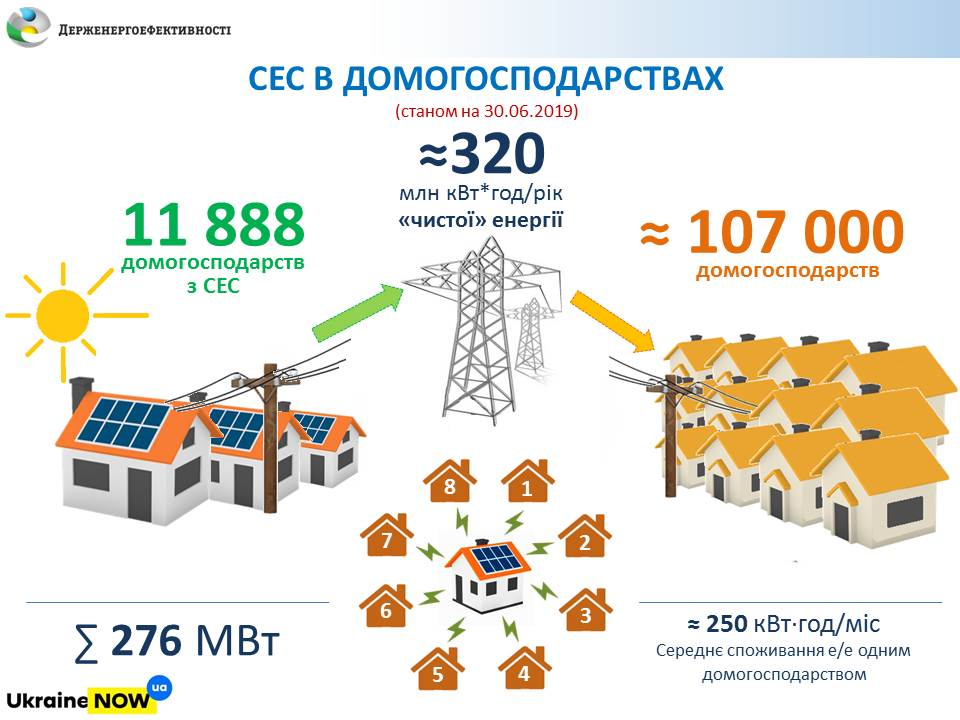 ДЕРЖЕНЕРГОЕФЕКТИВНОСТІ
СЕС В ДОМОГОСПОДАРСТВАХ
(станом на 30.06.2019)
≈320
млн кВт*год/рік
«чистої» енергії
11 888
домогосподарств
з СЕС
≈ 107 000
домогосподарств
8
1
7
2
6
3
5
4
∑ 276 МВт
≈ 250 кВт·год/міс
Середнє споживання е/е одним
домогосподарством
Ukraine NOW ua